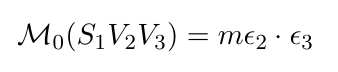 $\mathcal{M}_0(S_1V_2V_3) = m\epsilon_2 \cdot \epsilon_3$